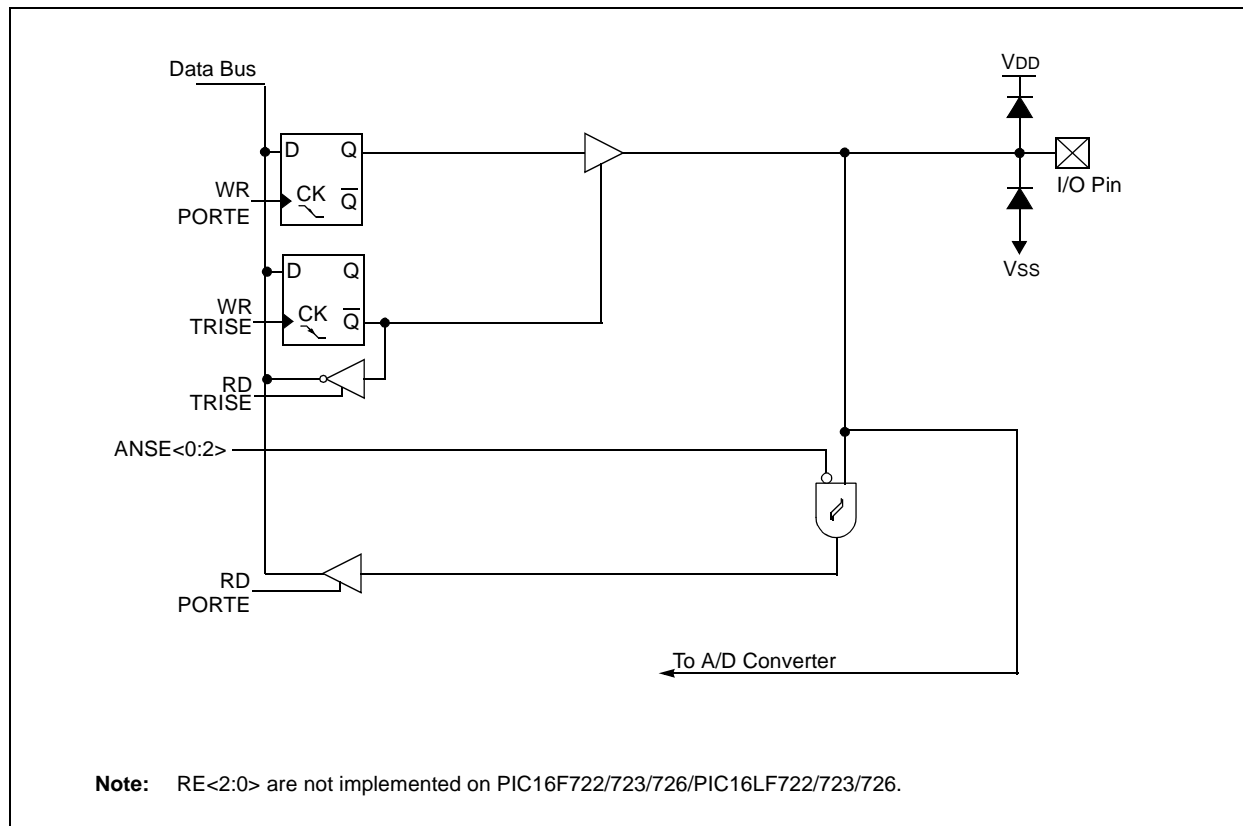 Data Bus
VDD
D Q
WR
PORTE
CK Q
I/O Pin
D Q
VSS
WR
TRISE
CK Q
RD
TRISE
ANSE<0:2>
RD
PORTE
To A/D Converter
Note: RE<2:0> are not implemented on PIC16F722/723/726/PIC16LF722/723/726.